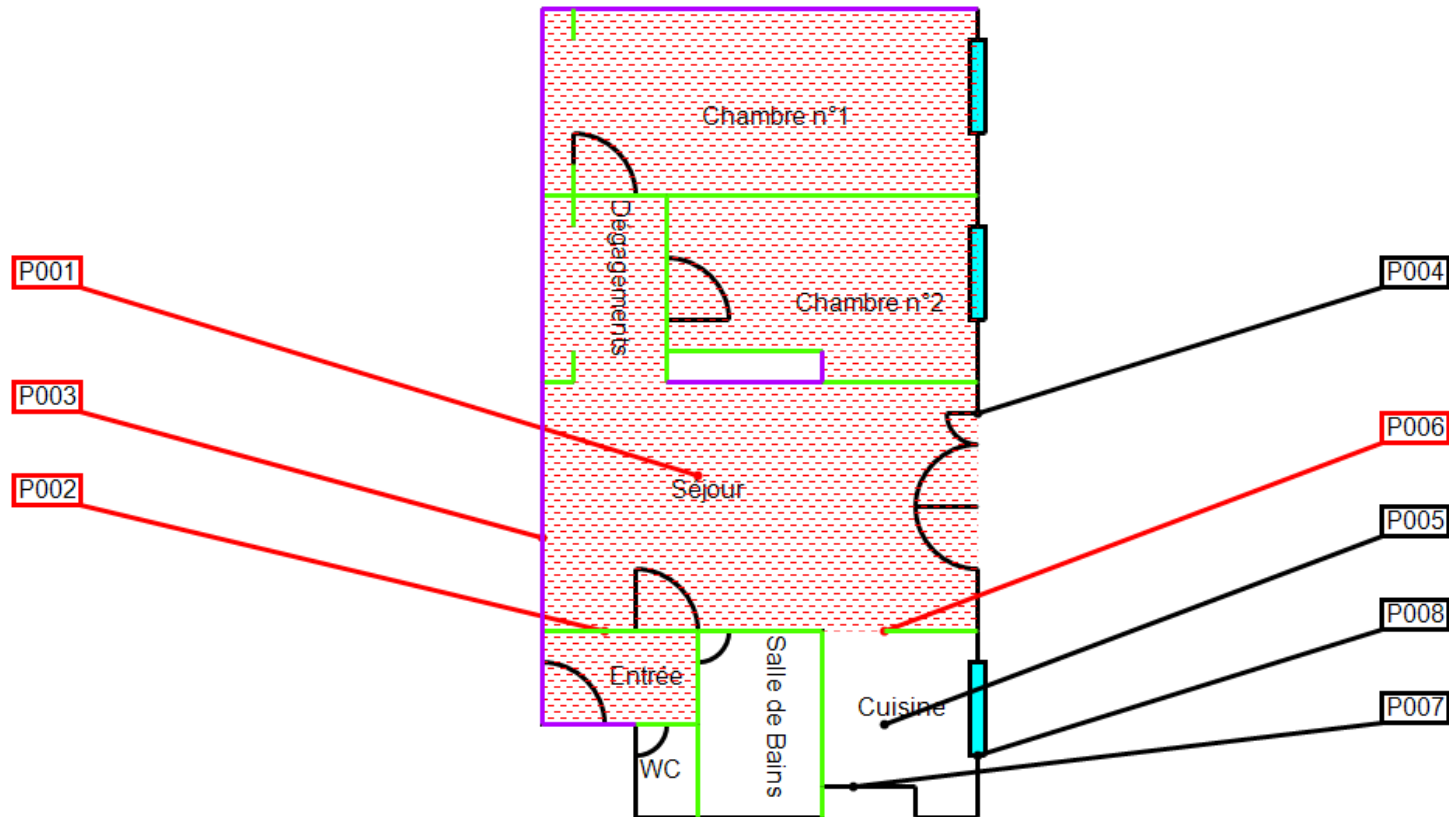 Chambre n°1
Dégagements
P001
P004
Chambre n°2
P003
P006
P002
Séjour
P005
P008
Entrée
Salle de Bains
Cuisine
P007
WC